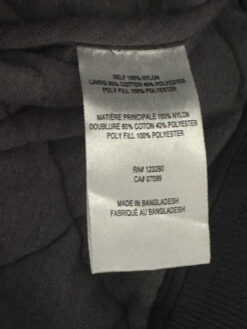 SELF 100% NYLON
LINING 60% COTTON 40% POLYESTER
POLY FILL 100% POLYESTER
MATIÈRE PRINCIPALE 100% NYLON
DOUBLURE 60% COTON 40% POLYESTER
POLY FILL 100% POLYESTER
RN# 123280
CA# 07099
MADE IN BANGLADESH
FABRIQUÉ AU BANGLADESH